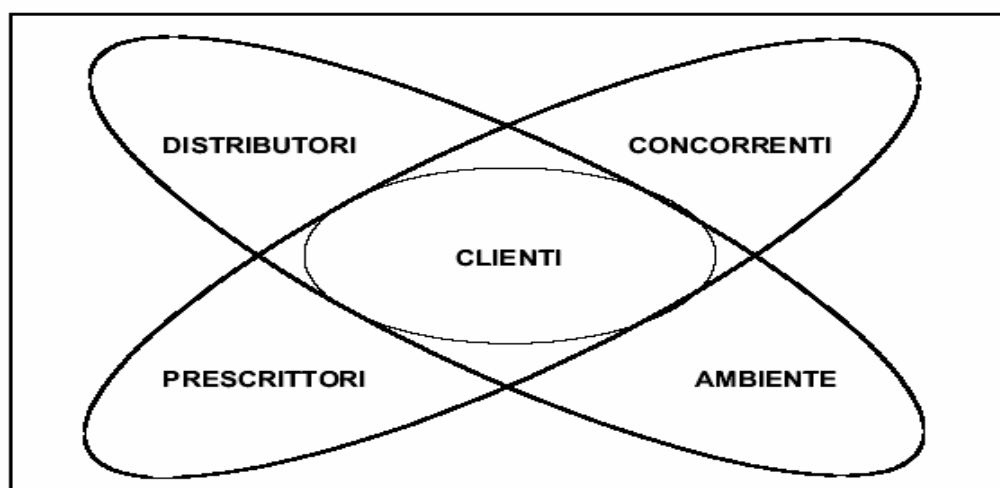 DISTRIBUTORI
CONCORRENTI
CLIENTI
PRESCRITTORI
AMBIENTE